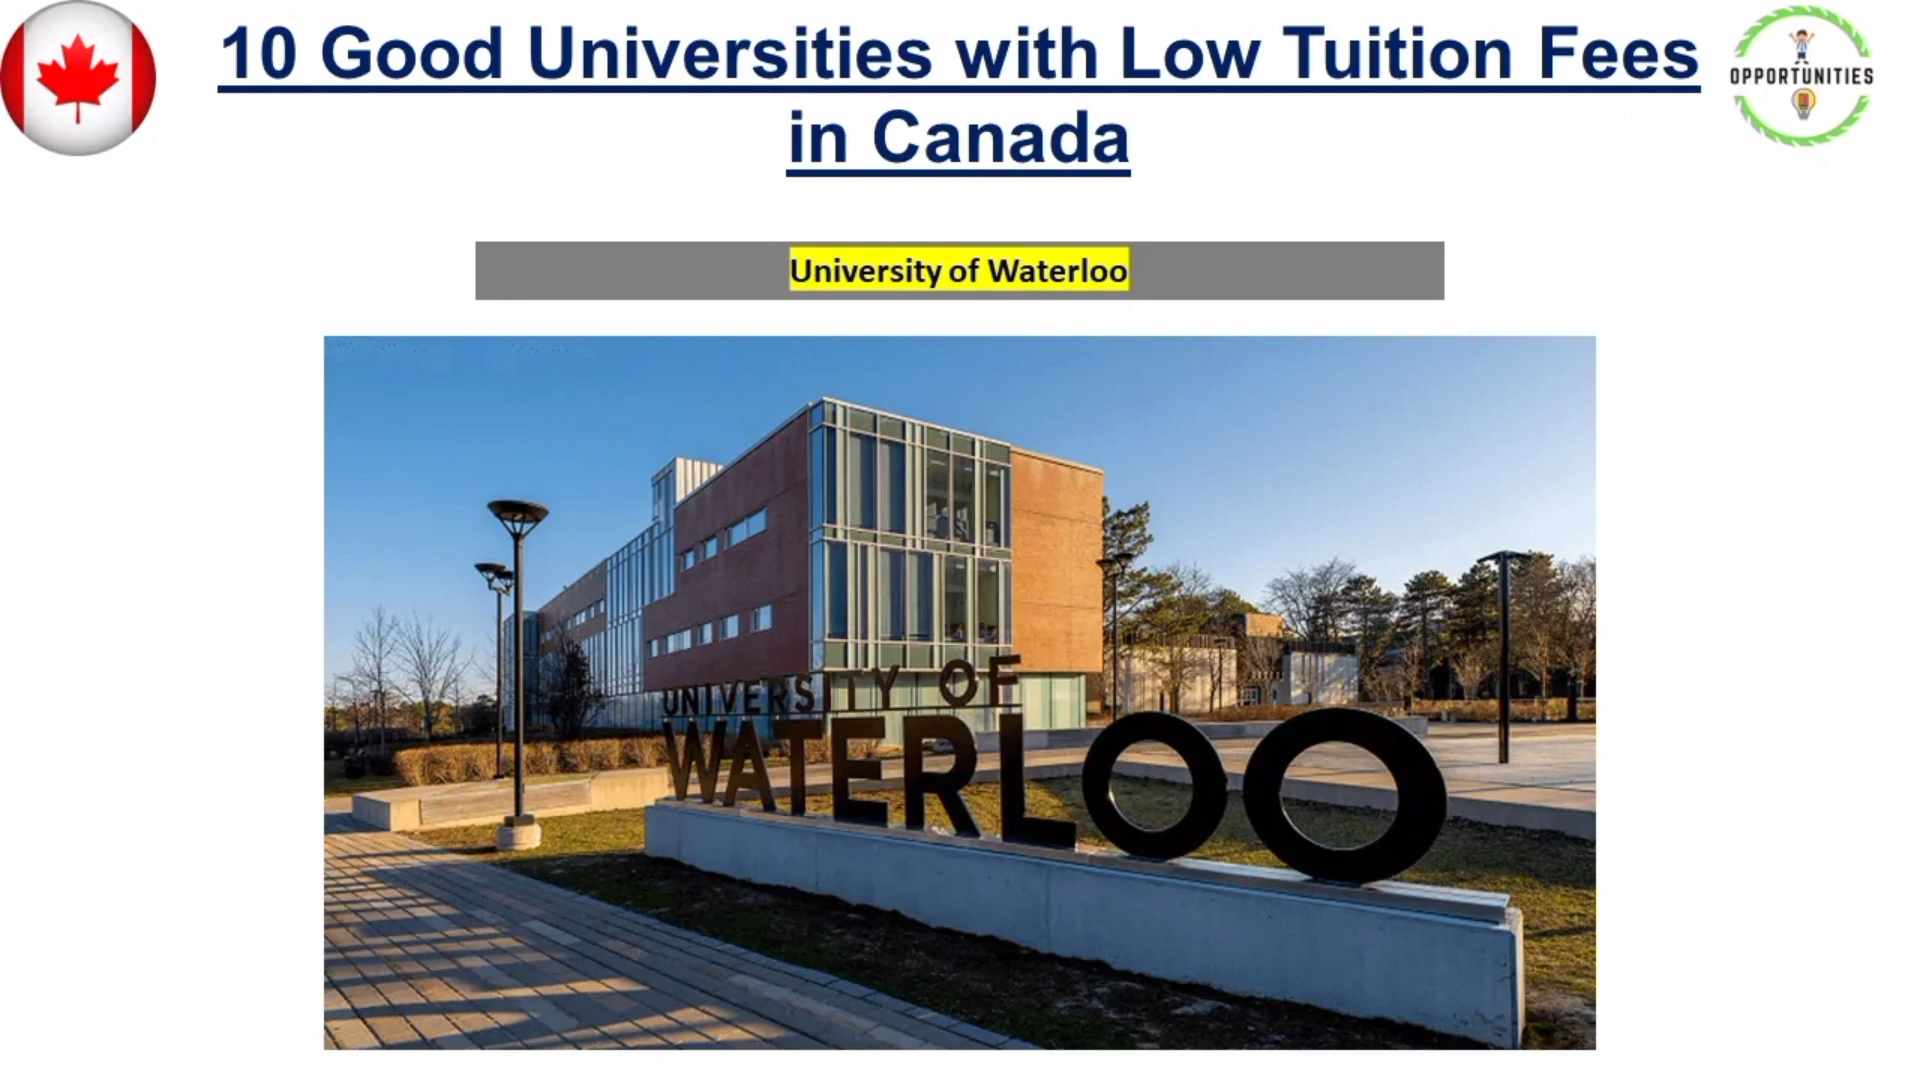 10 Good Universities with Low Tuition Fees
in Canada
OPPORTUNITIES
University of Waterloo
UNIVERSITY OF
WATERLOO